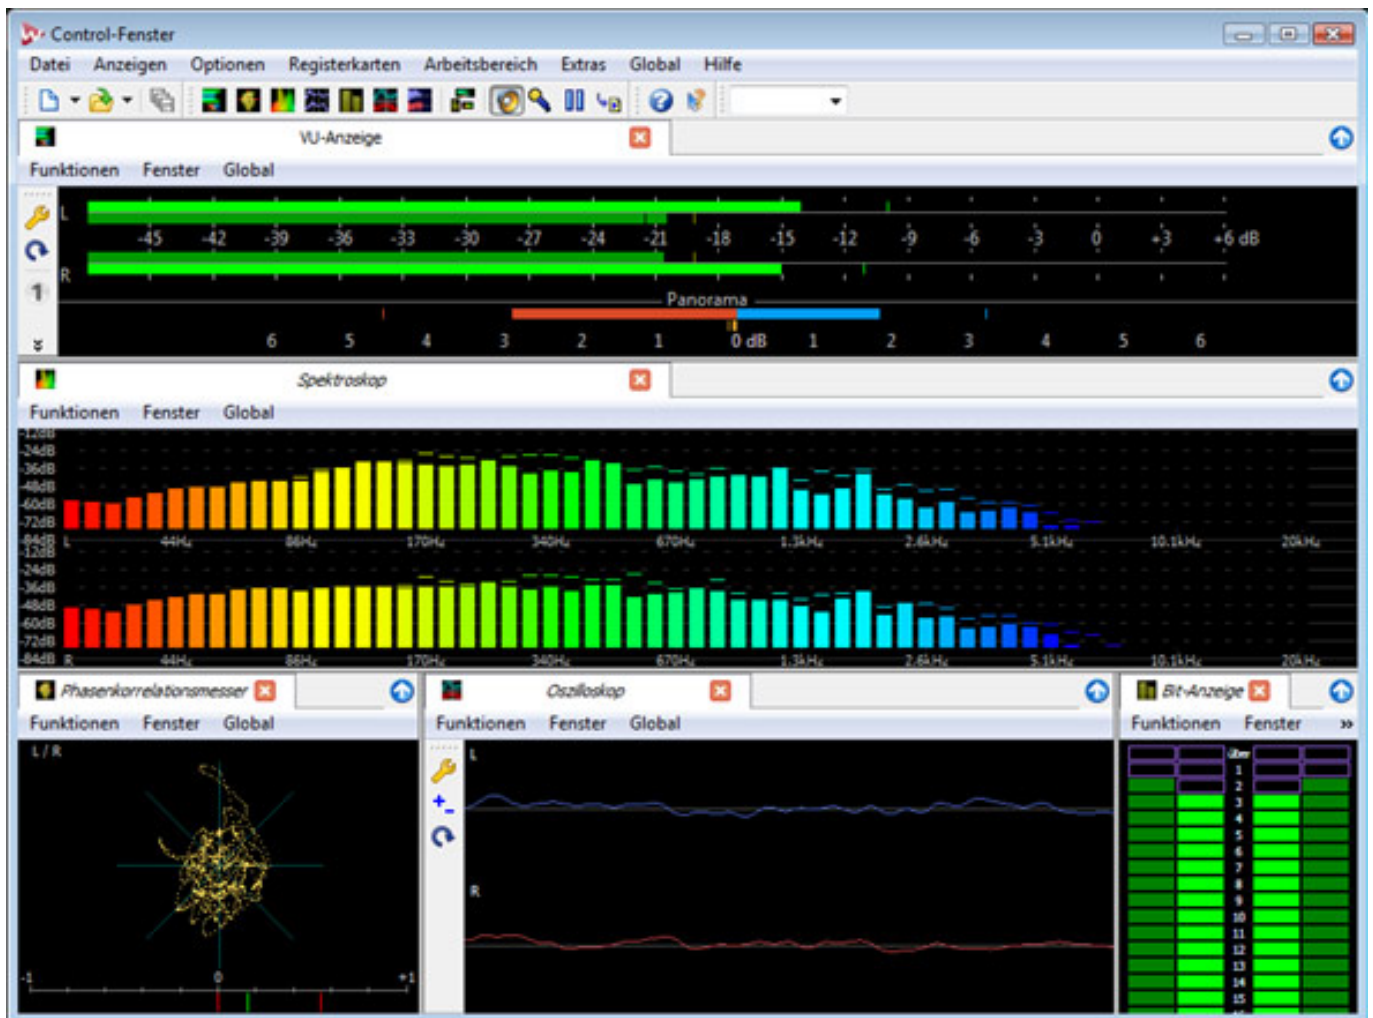 Control-Fenster
Datei Anzeigen Optionen Registerkarten Arbeitsbereich Extras Global Hilfe
VU-Anzeige
Funktionen Fenster Global
L
-45 -42 -39 -36 -33 -30 -27 -24 -21 -18 -15 -12 -9 -6 -3 0 +3 +6 dB
R
1
Panorama
6 5 4 3 2 1 0 dB 1 2 3 4 5 6
Spektroskop
Funktionen Fenster Global
-12dB
-24dB
-36dB
-48dB
-60dB
-72dB
-84dB L 44Hz 86Hz 170Hz 340Hz 670Hz 1.3kHz 2.6kHz 5.1kHz 10.1kHz 20kHz
-12dB
-24dB
-36dB
-48dB
-60dB
-72dB
-84dB R 44Hz 86Hz 170Hz 340Hz 670Hz 1.3kHz 2.6kHz 5.1kHz 10.1kHz 20kHz
Phasenkorrelationsmesser
Funktionen Fenster Global
L / R
-1 0 +1
Oszilloskop
Funktionen Fenster Global
L
R
Bit-Anzeige
Funktionen Fenster »
über
1
2
3
4
5
6
7
8
9
10
11
12
13
14
15